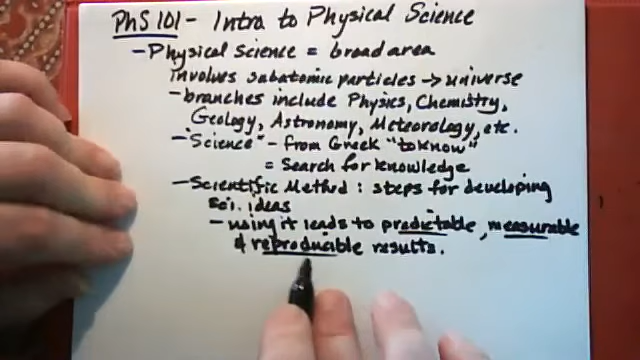 PhS 101 - Intro to Physical Science
- Physical Science = broad area
involves subatomic particles → universe
- branches include Physics, Chemistry,
Geology, Astronomy, Meteorology, etc.
- "Science" - from Greek "to know"
= Search for knowledge
- Scientific Method : steps for developing
sci. ideas
- using it leads to predictable, measurable
& reproducible results.